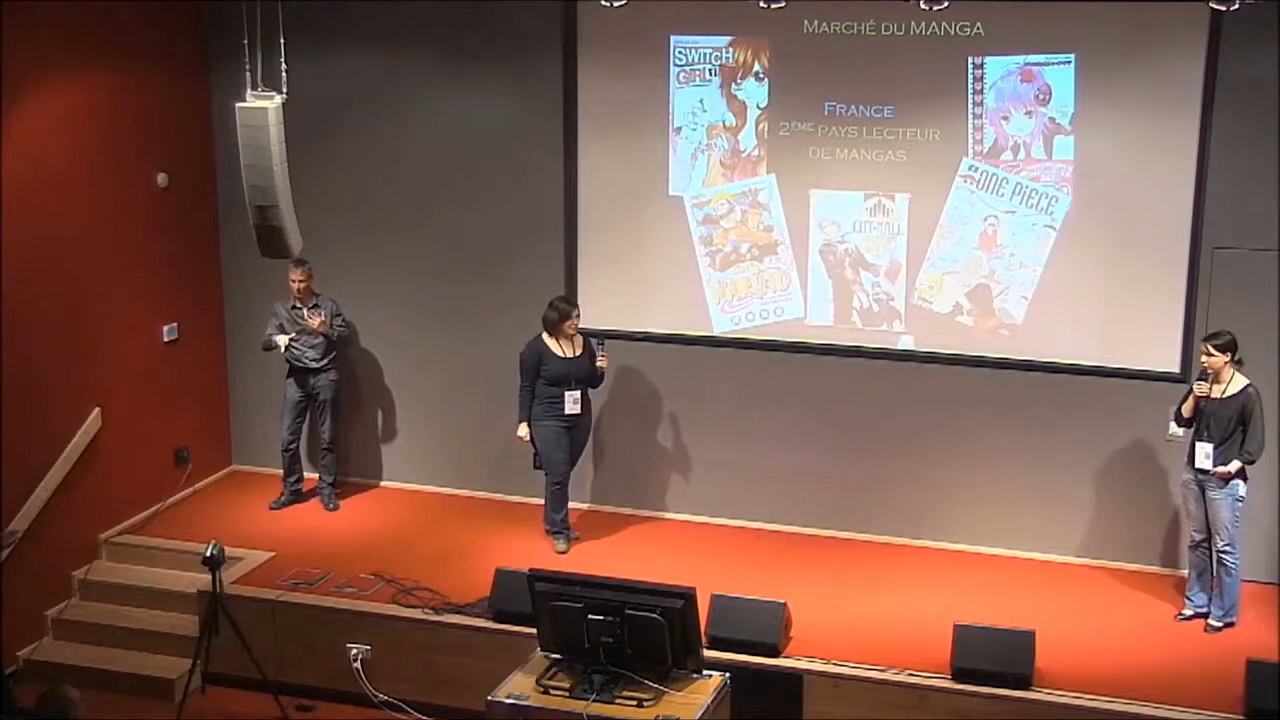 MARCHÉ DU MANGA
SWITCH
GIRL!!
FRANCE
2ÈME PAYS LECTEUR
DE MANGAS
ONE PIECE
CITY HALL
NARUTO